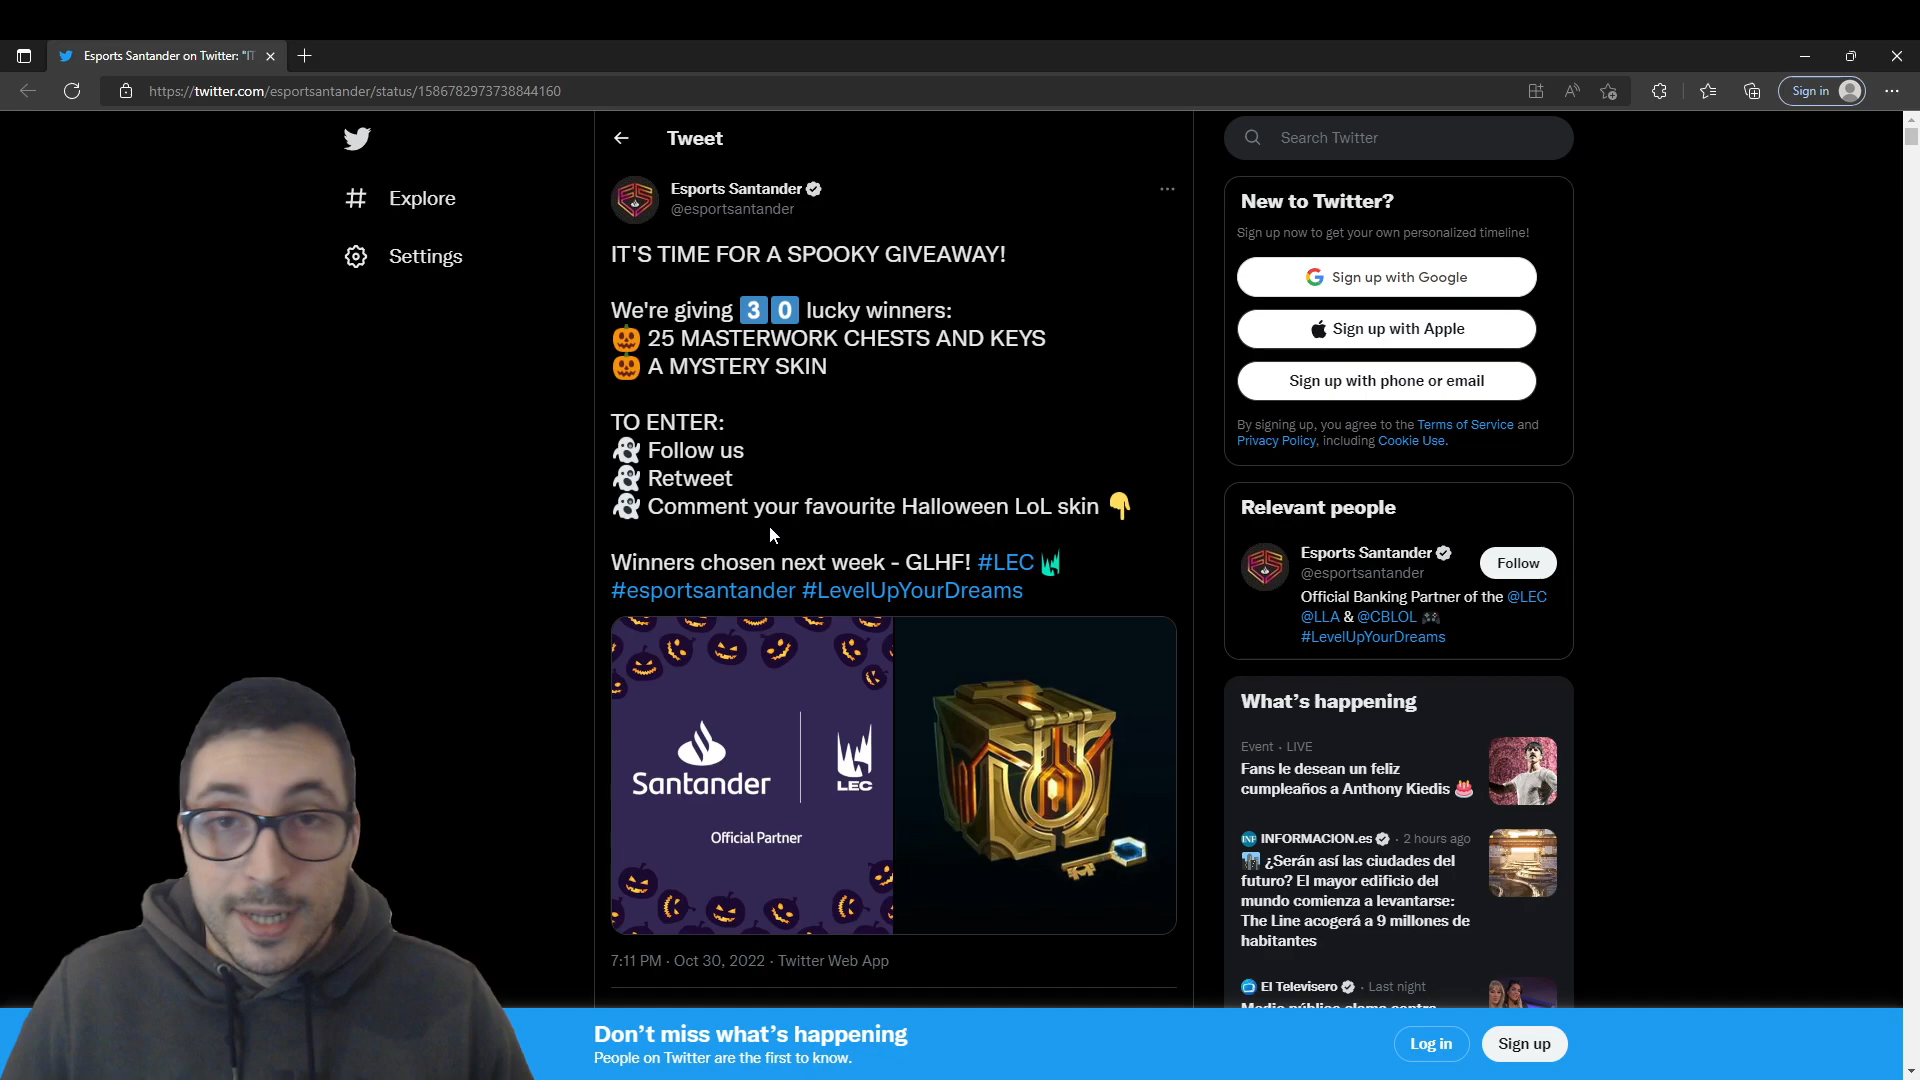 Esports Santander on Twitter: "IT
https://twitter.com/esportsantander/status/1586782973738844160
Sign in
Explore
Settings
Tweet
Esports Santander
@esportsantander
IT'S TIME FOR A SPOOKY GIVEAWAY!
We're giving 3️⃣0️⃣ lucky winners:
🎃 25 MASTERWORK CHESTS AND KEYS
🎃 A MYSTERY SKIN
TO ENTER:
👻 Follow us
👻 Retweet
👻 Comment your favourite Halloween LoL skin 👇
Winners chosen next week - GLHF! #LEC
#esportsantander #LevelUpYourDreams
Santander
LEC
Official Partner
7:11 PM · Oct 30, 2022 · Twitter Web App
Search Twitter
New to Twitter?
Sign up now to get your own personalized timeline!
Sign up with Google
Sign up with Apple
Sign up with phone or email
By signing up, you agree to the Terms of Service and
Privacy Policy, including Cookie Use.
Relevant people
Esports Santander
@esportsantander
Follow
Official Banking Partner of the @LEC
@LLA & @CBLOL 🎮
#LevelUpYourDreams
What's happening
Event · LIVE
Fans le desean un feliz
cumpleaños a Anthony Kiedis 🎂
INFORMACION.es · 2 hours ago
🏙️ ¿Serán así las ciudades del
futuro? El mayor edificio del
mundo comienza a levantarse:
The Line acogerá a 9 millones de
habitantes
El Televisero · Last night
Don't miss what's happening
People on Twitter are the first to know.
Log in
Sign up